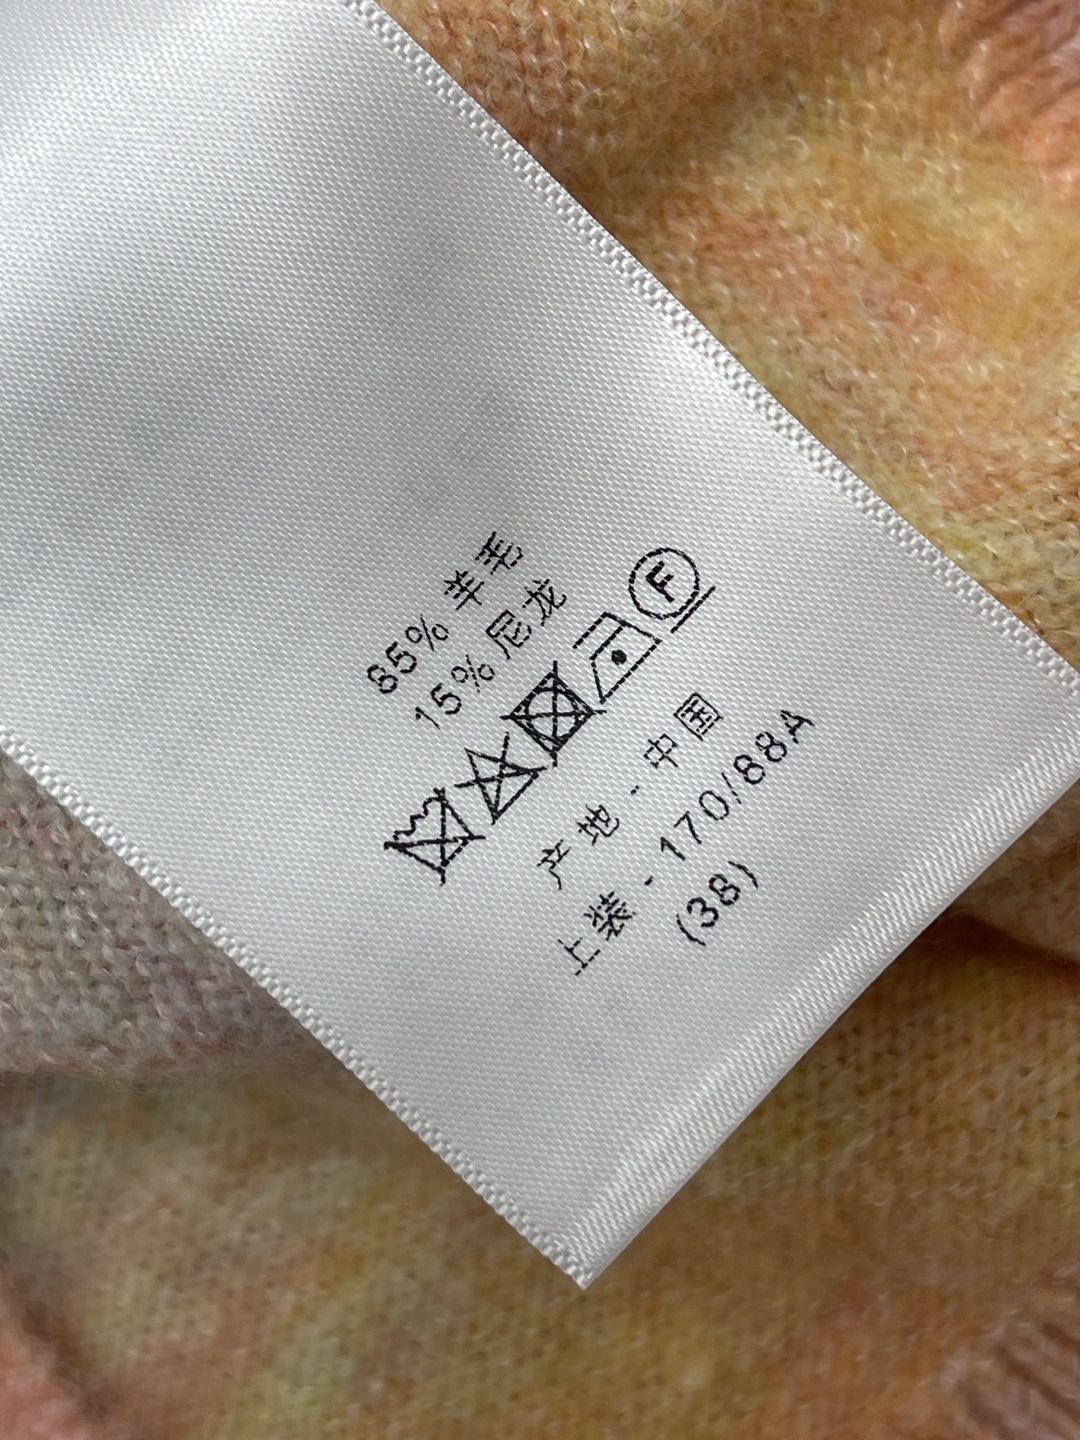 85% 羊毛
15% 尼龙
F
产地 - 中国
上装 - 170/88A
(38)